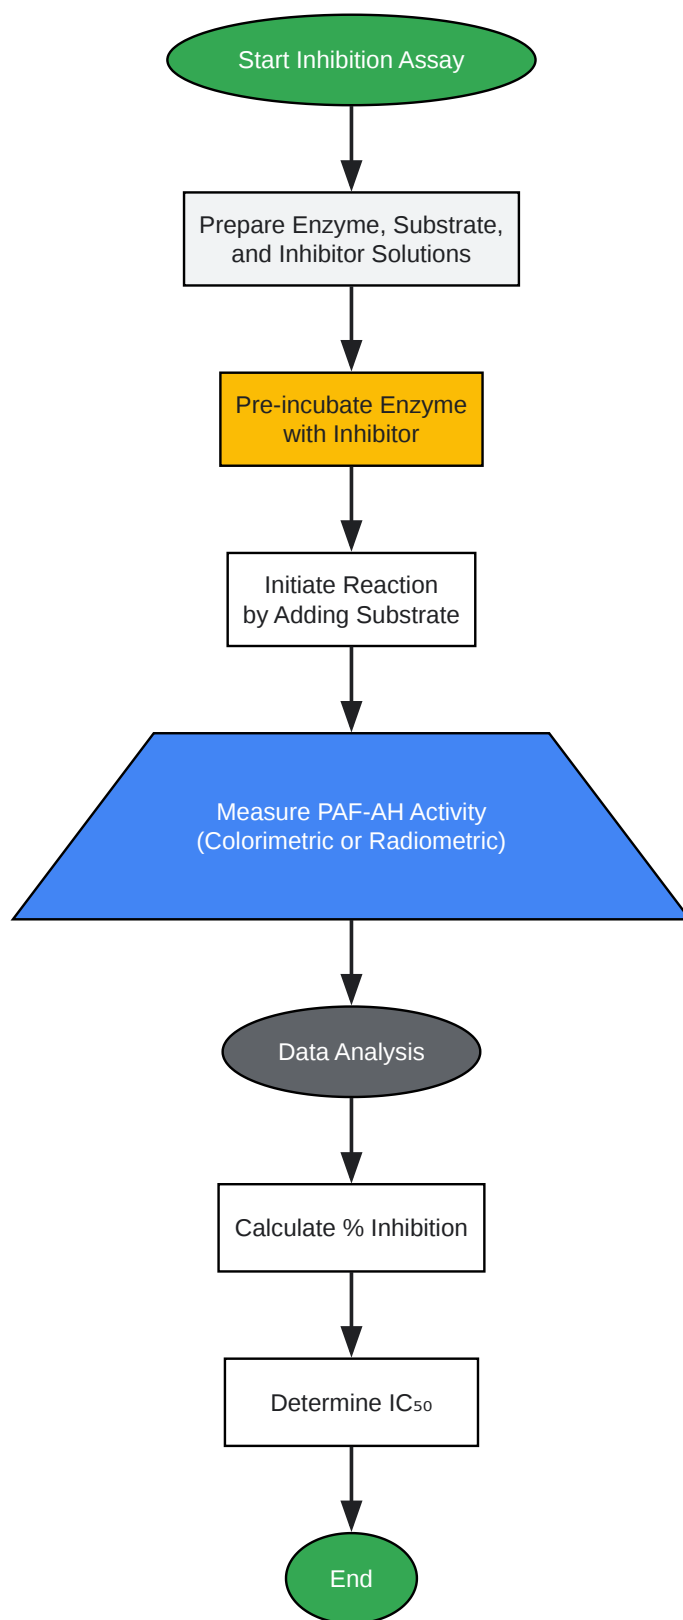 Start Inhibition Assay
Prepare Enzyme, Substrate,
and Inhibitor Solutions
Pre-incubate Enzyme
with Inhibitor
Initiate Reaction
by Adding Substrate
Measure PAF-AH Activity
(Colorimetric or Radiometric)
Data Analysis
Calculate % Inhibition
Determine IC₅₀
End